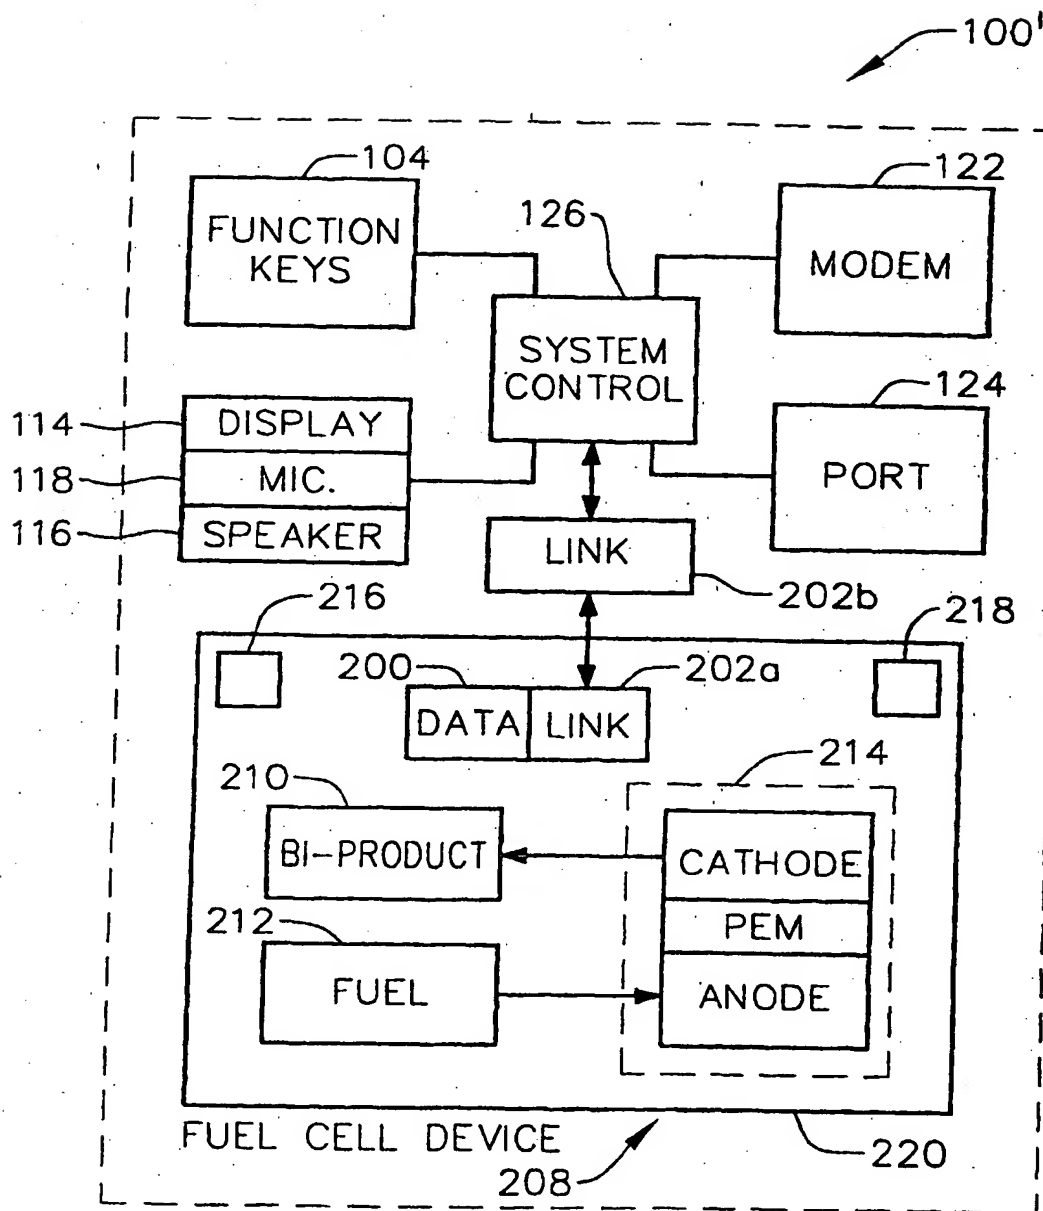 100'
104
122
FUNCTION
KEYS
126
MODEM
SYSTEM
CONTROL
124
114
DISPLAY
118
MIC.
PORT
116
SPEAKER
LINK
202b
216
218
200
202a
DATA
LINK
214
210
BI-PRODUCT
CATHODE
PEM
212
FUEL
ANODE
FUEL CELL DEVICE
208
220